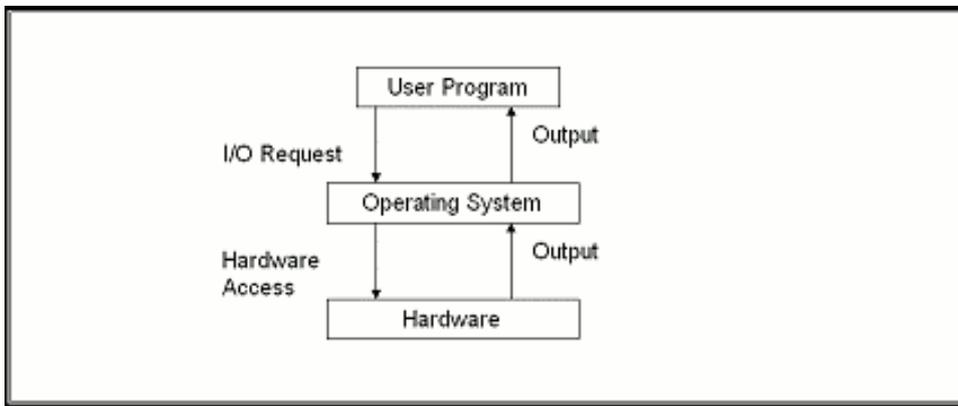 User Program
I/O Request
Output
Operating System
Hardware
Access
Output
Hardware